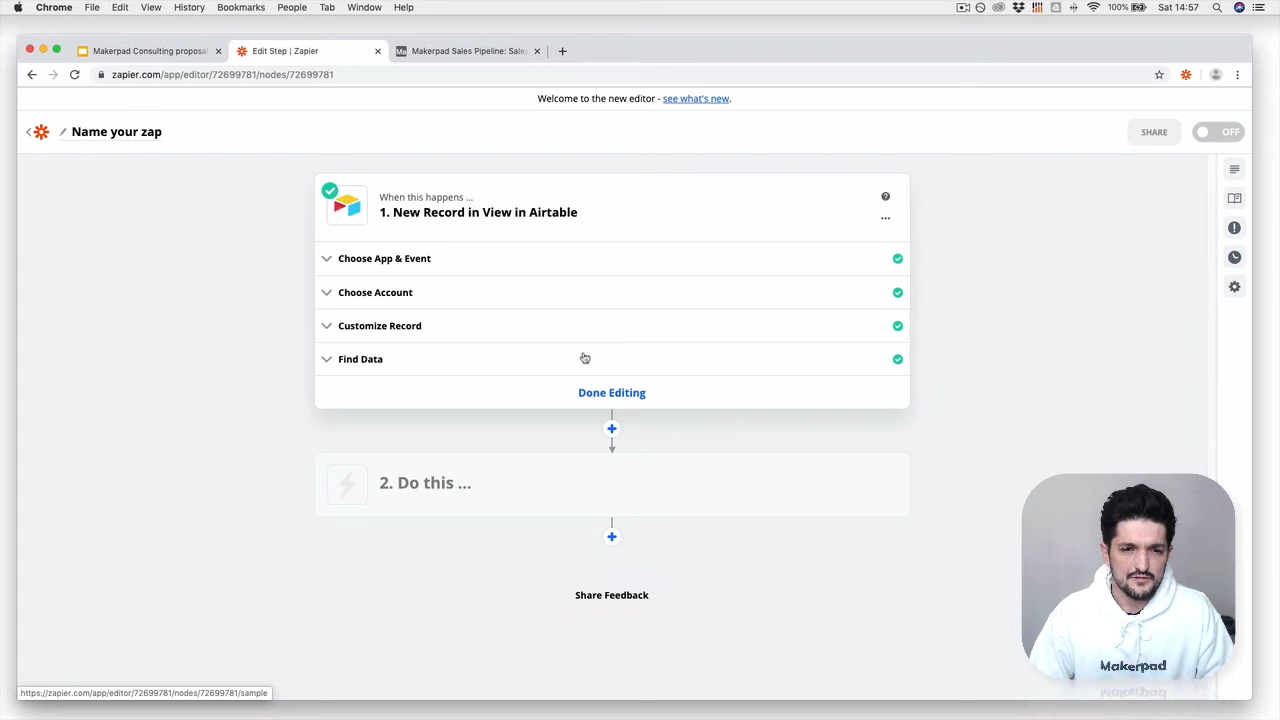 Chrome File Edit View History Bookmarks People Tab Window Help 100% Sat 14:57
Makerpad Consulting proposa Edit Step | Zapier Ma Makerpad Sales Pipeline: Sale
zapier.com/app/editor/72699781/nodes/72699781
Welcome to the new editor - see what's new.
Name your zap SHARE OFF
When this happens ...
1. New Record in View in Airtable
Choose App & Event
Choose Account
Customize Record
Find Data
Done Editing
2. Do this ...
Share Feedback
Makerpad
https://zapier.com/app/editor/72699781/nodes/72699781/sample